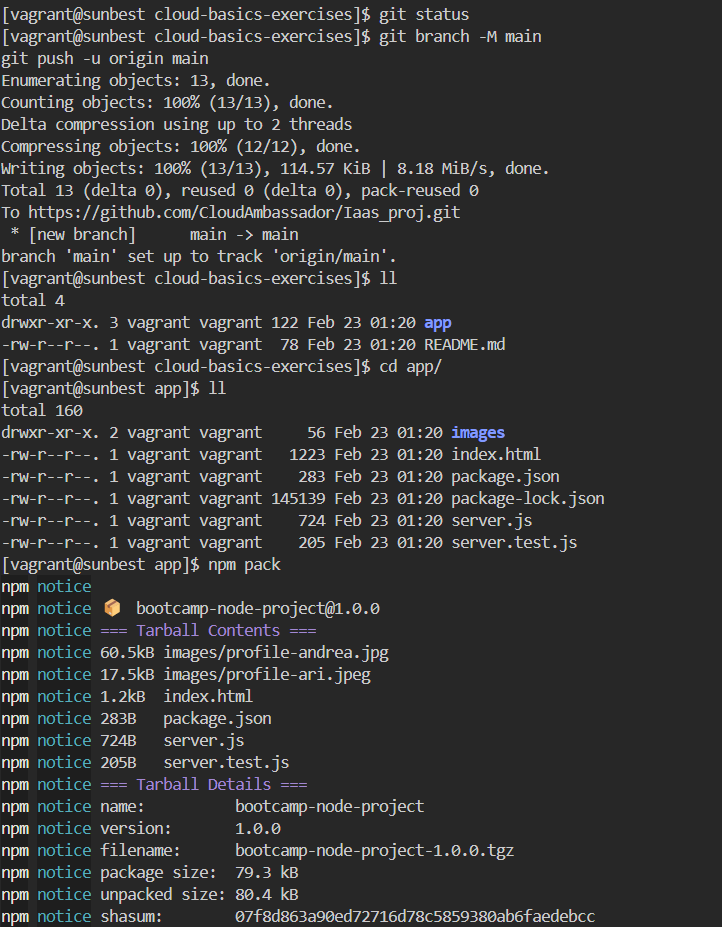 [vagrant@sunbest cloud-basics-exercises]$ git status
[vagrant@sunbest cloud-basics-exercises]$ git branch -M main
git push -u origin main
Enumerating objects: 13, done.
Counting objects: 100% (13/13), done.
Delta compression using up to 2 threads
Compressing objects: 100% (12/12), done.
Writing objects: 100% (13/13), 114.57 KiB | 8.18 MiB/s, done.
Total 13 (delta 0), reused 0 (delta 0), pack-reused 0
To https://github.com/CloudAmbassador/Iaas_proj.git
 * [new branch]      main -> main
branch 'main' set up to track 'origin/main'.
[vagrant@sunbest cloud-basics-exercises]$ ll
total 4
drwxr-xr-x. 3 vagrant vagrant 122 Feb 23 01:20 app
-rw-r--r--. 1 vagrant vagrant  78 Feb 23 01:20 README.md
[vagrant@sunbest cloud-basics-exercises]$ cd app/
[vagrant@sunbest app]$ ll
total 160
drwxr-xr-x. 2 vagrant vagrant     56 Feb 23 01:20 images
-rw-r--r--. 1 vagrant vagrant   1223 Feb 23 01:20 index.html
-rw-r--r--. 1 vagrant vagrant    283 Feb 23 01:20 package.json
-rw-r--r--. 1 vagrant vagrant 145139 Feb 23 01:20 package-lock.json
-rw-r--r--. 1 vagrant vagrant    724 Feb 23 01:20 server.js
-rw-r--r--. 1 vagrant vagrant    205 Feb 23 01:20 server.test.js
[vagrant@sunbest app]$ npm pack
npm notice
npm notice 📦  bootcamp-node-project@1.0.0
npm notice === Tarball Contents ===
npm notice 60.5kB images/profile-andrea.jpg
npm notice 17.5kB images/profile-ari.jpeg
npm notice 1.2kB  index.html
npm notice 283B   package.json
npm notice 724B   server.js
npm notice 205B   server.test.js
npm notice === Tarball Details ===
npm notice name:          bootcamp-node-project
npm notice version:       1.0.0
npm notice filename:      bootcamp-node-project-1.0.0.tgz
npm notice package size:  79.3 kB
npm notice unpacked size: 80.4 kB
npm notice shasum:        07f8d863a90ed72716d78c5859380ab6faedebcc